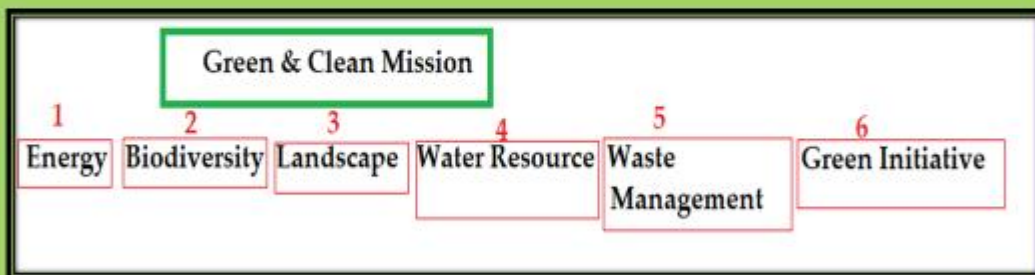 Green & Clean Mission
1 2 3 4 5 6
Energy Biodiversity Landscape Water Resource Waste Management Green Initiative